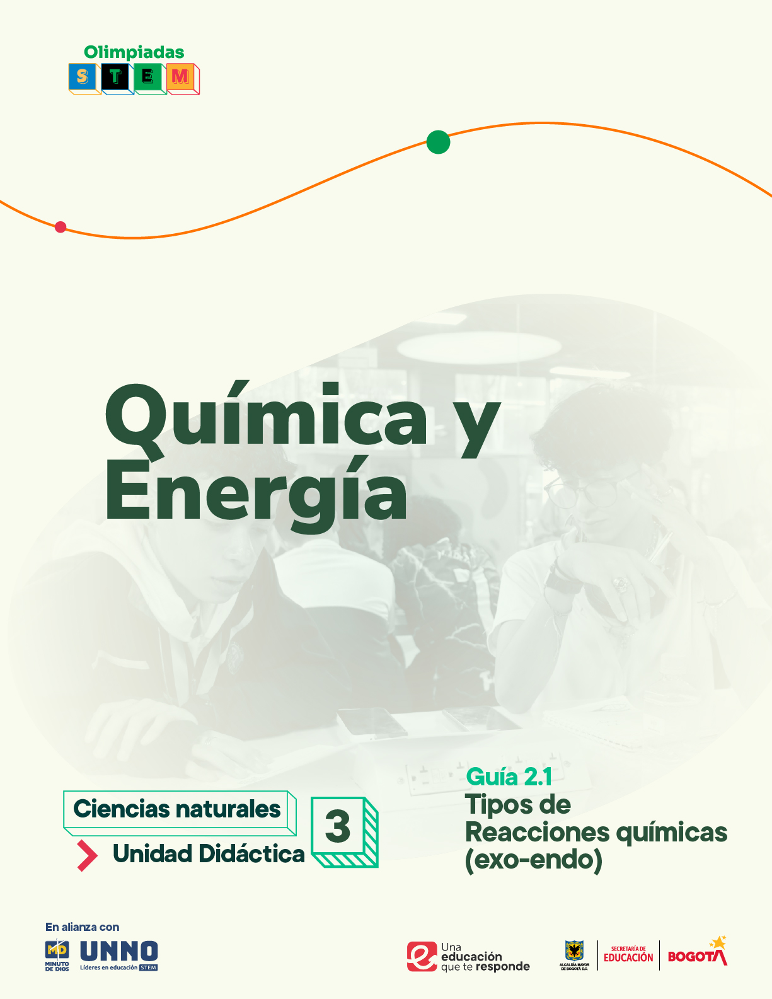 Olimpiadas
STEM
Química y
Energía
Guía 2.1
Tipos de
Reacciones químicas
(exo-endo)
Ciencias naturales
3
Unidad Didáctica
En alianza con
MD
MINUTO
DE DIOS
UNNO
Líderes en educación STEM
e
Una
educación
que te responde
ALCALDÍA MAYOR
DE BOGOTÁ D.C.
SECRETARÍA DE
EDUCACIÓN
BOGOTÁ